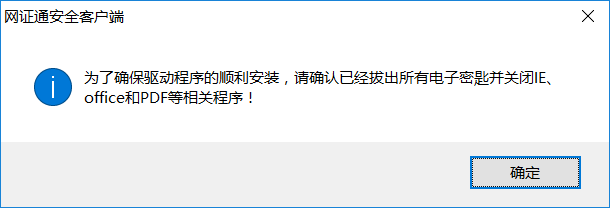 网证通安全客户端
为了确保驱动程序的顺利安装，请确认已经拔出所有电子密匙并关闭IE、
office和PDF等相关程序！
确定